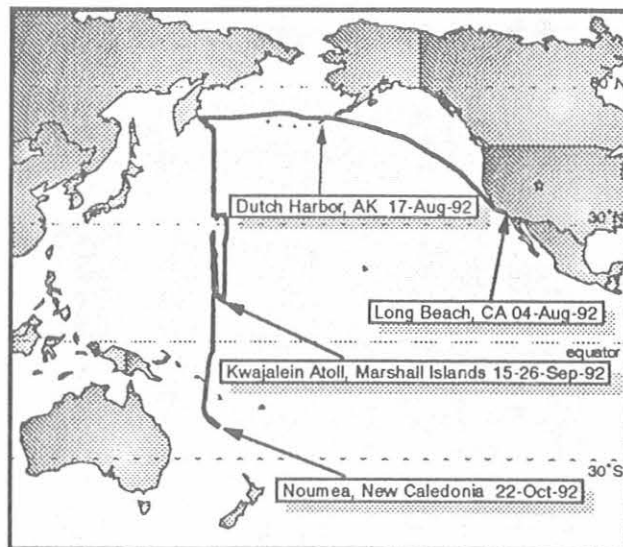 60°N
Dutch Harbor, AK 17-Aug-92
30°N
Long Beach, CA 04-Aug-92
equator
Kwajalein Atoll, Marshall Islands 15-26-Sep-92
30°S
Noumea, New Caledonia 22-Oct-92